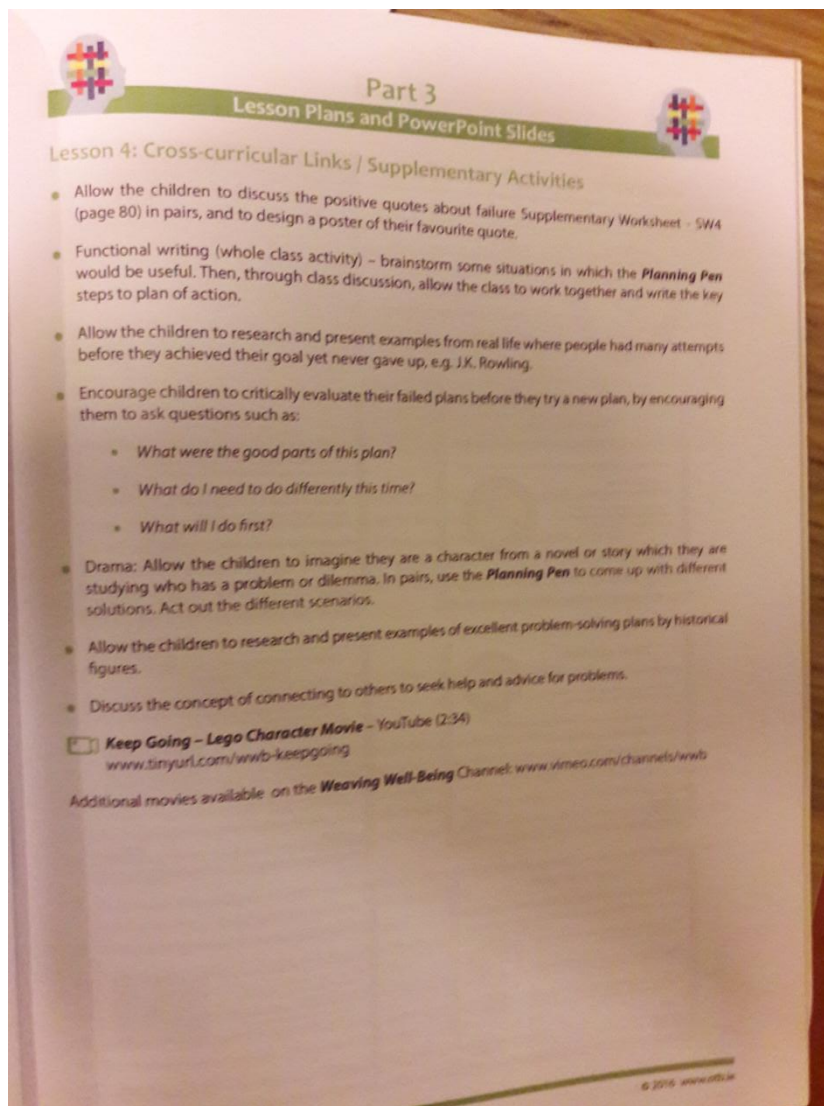 Part 3
Lesson Plans and PowerPoint Slides
Lesson 4: Cross-curricular Links / Supplementary Activities
• Allow the children to discuss the positive quotes about failure Supplementary Worksheet - SW4
(page 80) in pairs, and to design a poster of their favourite quote.
• Functional writing (whole class activity) – brainstorm some situations in which the Planning Pen
would be useful. Then, through class discussion, allow the class to work together and write the key
steps to plan of action.
• Allow the children to research and present examples from real life where people had many attempts
before they achieved their goal yet never gave up, e.g. J.K. Rowling.
• Encourage children to critically evaluate their failed plans before they try a new plan, by encouraging
them to ask questions such as:
• What were the good parts of this plan?
• What do I need to do differently this time?
• What will I do first?
• Drama: Allow the children to imagine they are a character from a novel or story which they are
studying who has a problem or dilemma. In pairs, use the Planning Pen to come up with different
solutions. Act out the different scenarios.
• Allow the children to research and present examples of excellent problem-solving plans by historical
figures.
• Discuss the concept of connecting to others to seek help and advice for problems.
Keep Going – Lego Character Movie – YouTube (2:34)
www.tinyurl.com/wwb-keepgoing
Additional movies available on the Weaving Well-Being Channel: www.vimeo.com/channels/wwb
© 2016